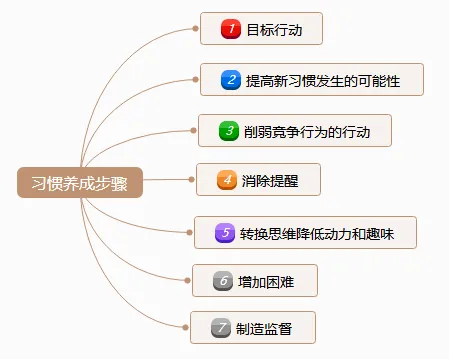 1 目标行动
2 提高新习惯发生的可能性
3 削弱竞争行为的行动
习惯养成步骤
4 消除提醒
5 转换思维降低动力和趣味
6 增加困难
7 制造监督